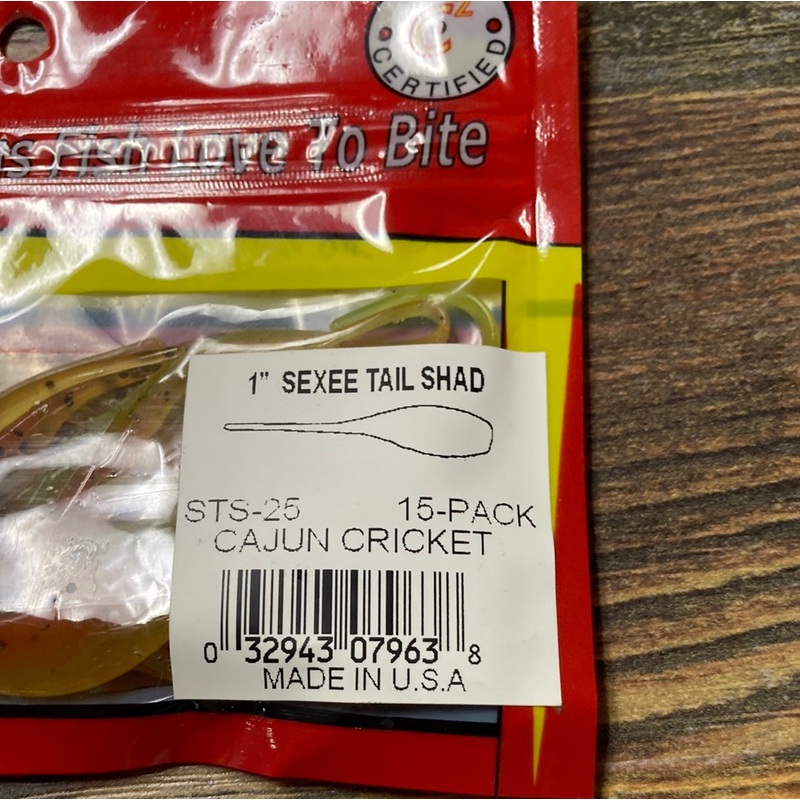 CERTIFIED
Fish Love To Bite
1" SEXEE TAIL SHAD
STS-25 15-PACK
CAJUN CRICKET
0 32943 07963 8
MADE IN U.S.A